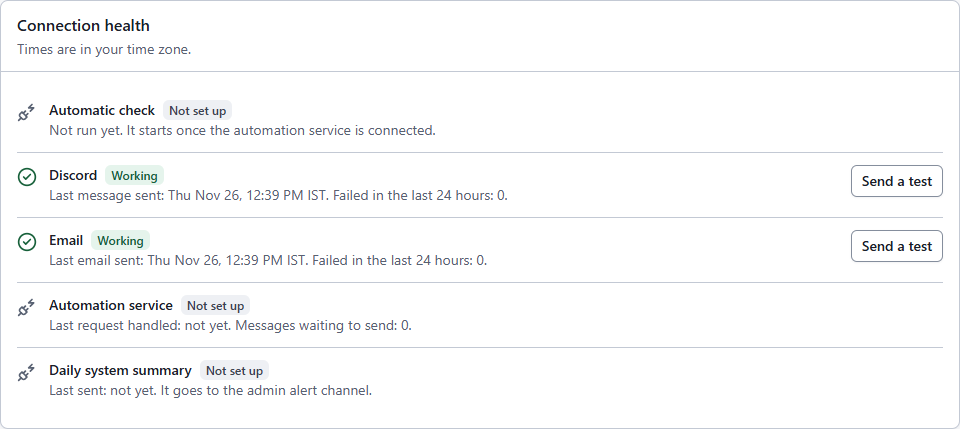 Connection health
Times are in your time zone.
Automatic check Not set up
Not run yet. It starts once the automation service is connected.
Discord Working
Last message sent: Thu Nov 26, 12:39 PM IST. Failed in the last 24 hours: 0.
Send a test
Email Working
Last email sent: Thu Nov 26, 12:39 PM IST. Failed in the last 24 hours: 0.
Send a test
Automation service Not set up
Last request handled: not yet. Messages waiting to send: 0.
Daily system summary Not set up
Last sent: not yet. It goes to the admin alert channel.